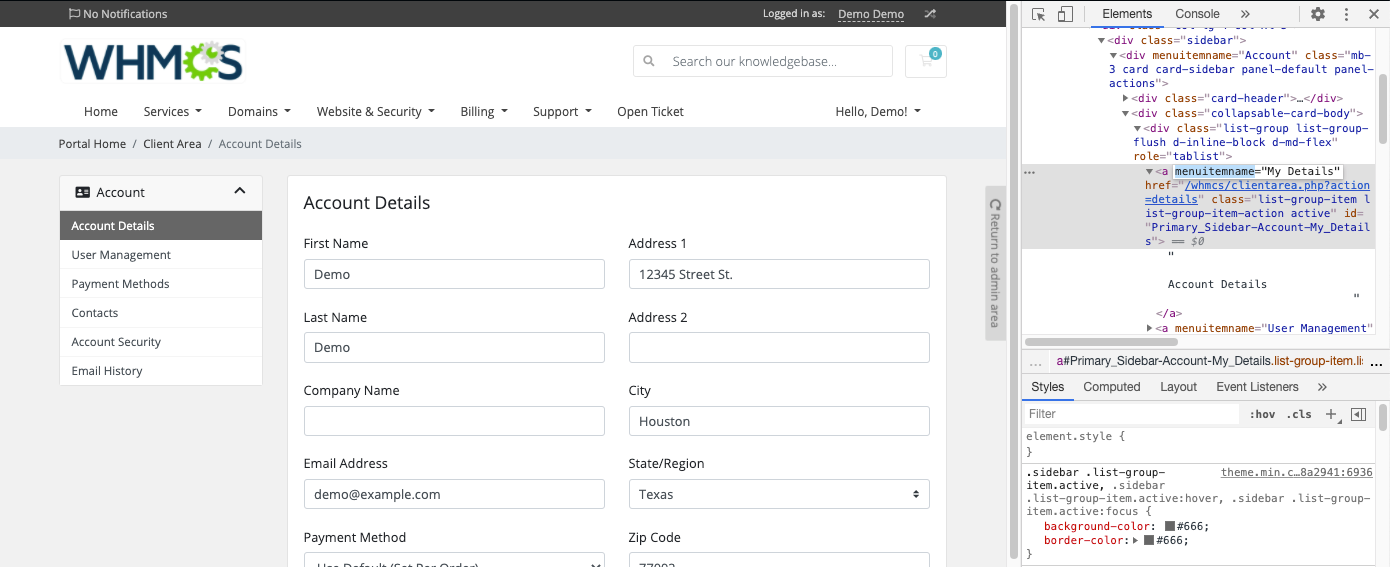 No Notifications
Logged in as: Demo Demo
WHMCS
Search our knowledgebase...
0
Home Services Domains Website & Security Billing Support Open Ticket Hello, Demo!
Portal Home / Client Area / Account Details
Account
Account Details
User Management
Payment Methods
Contacts
Account Security
Email History
Account Details
First Name
Demo
Address 1
12345 Street St.
Last Name
Demo
Address 2
Company Name
City
Houston
Email Address
demo@example.com
State/Region
Texas
Payment Method
Zip Code
Return to admin area
Elements Console »
<div class="sidebar">
<div menuitemname="Account" class="mb-
3 card card-sidebar panel-default panel-
actions">
<div class="card-header">…</div>
<div class="collapsable-card-body">
<div class="list-group list-group-
flush d-inline-block d-md-flex"
role="tablist">
<a menuitemname="My Details"
href="/whmcs/clientarea.php?action
=details" class="list-group-item l
ist-group-item-action active" id=
"Primary_Sidebar-Account-My_Detail
s"> == $0
"
Account Details
"
</a>
<a menuitemname="User Management"
... a#Primary_Sidebar-Account-My_Details.list-group-item.li ...
Styles Computed Layout Event Listeners »
Filter :hov .cls +
element.style {
}
.sidebar .list-group- theme.min.c…8a2941:6936
item.active, .sidebar
.list-group-item.active:hover, .sidebar .list-group-
item.active:focus {
background-color: #666;
border-color: #666;
}